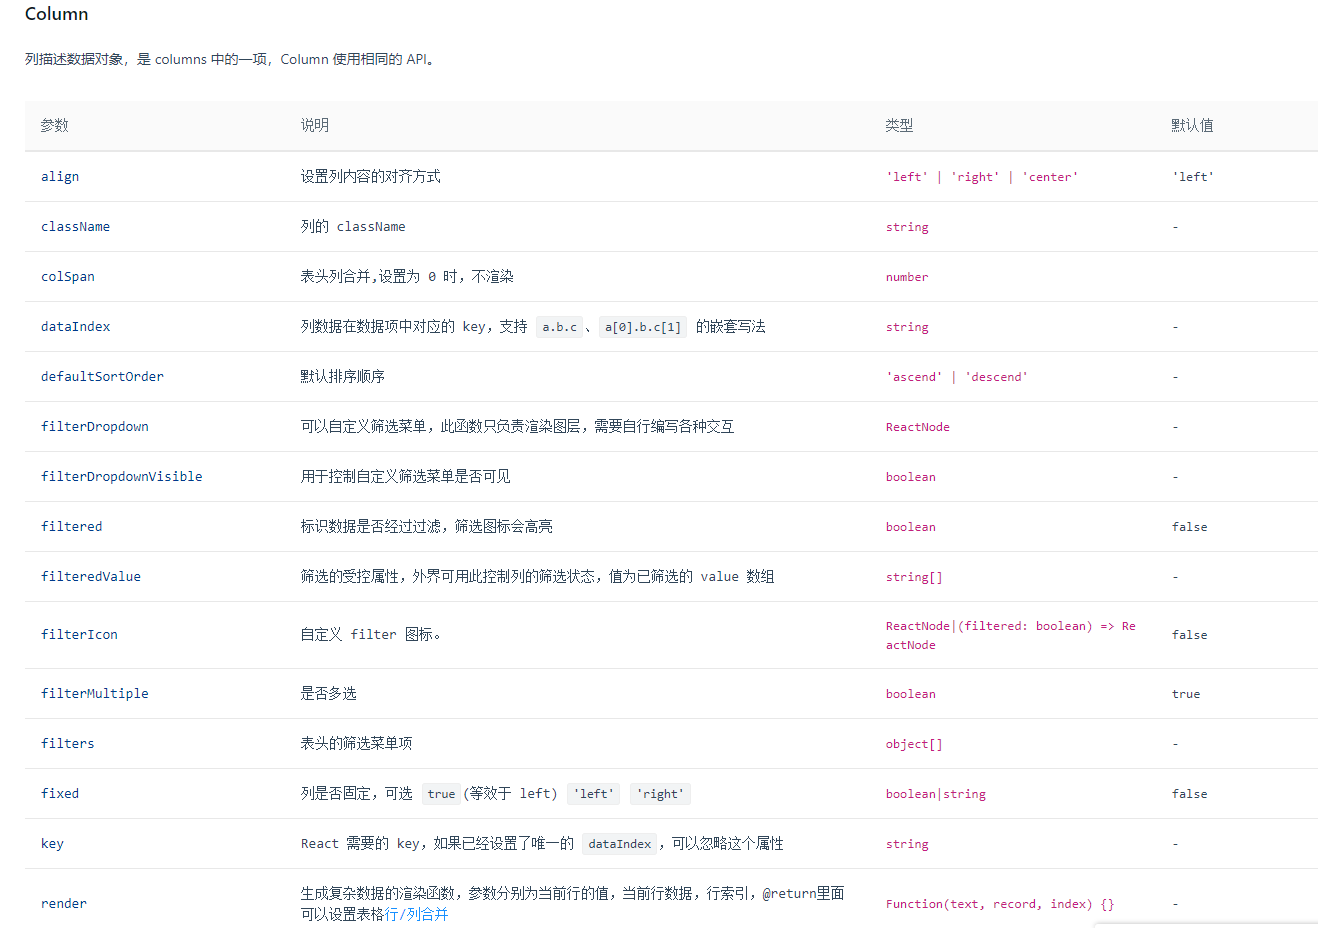 Column
列描述数据对象，是 columns 中的一项，Column 使用相同的 API。
参数 说明 类型 默认值
align 设置列内容的对齐方式 'left' | 'right' | 'center' 'left'
className 列的 className string -
colSpan 表头列合并,设置为 0 时，不渲染 number
dataIndex 列数据在数据项中对应的 key，支持 a.b.c 、 a[0].b.c[1] 的嵌套写法 string -
defaultSortOrder 默认排序顺序 'ascend' | 'descend' -
filterDropdown 可以自定义筛选菜单，此函数只负责渲染图层，需要自行编写各种交互 ReactNode -
filterDropdownVisible 用于控制自定义筛选菜单是否可见 boolean -
filtered 标识数据是否经过过滤，筛选图标会高亮 boolean false
filteredValue 筛选的受控属性，外界可用此控制列的筛选状态，值为已筛选的 value 数组 string[] -
filterIcon 自定义 filter 图标。 ReactNode|(filtered: boolean) => Re
actNode false
filterMultiple 是否多选 boolean true
filters 表头的筛选菜单项 object[] -
fixed 列是否固定，可选 true (等效于 left) 'left' 'right' boolean|string false
key React 需要的 key，如果已经设置了唯一的 dataIndex ，可以忽略这个属性 string -
render 生成复杂数据的渲染函数，参数分别为当前行的值，当前行数据，行索引，@return里面
可以设置表格行/列合并 Function(text, record, index) {} -